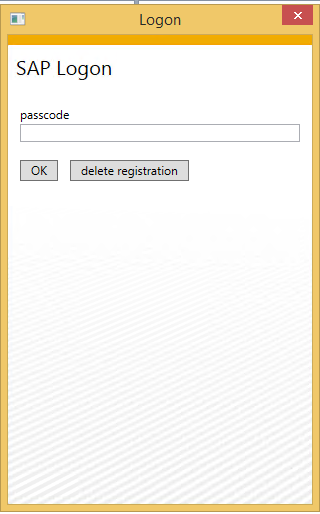 Logon
SAP Logon
passcode
OK
delete registration